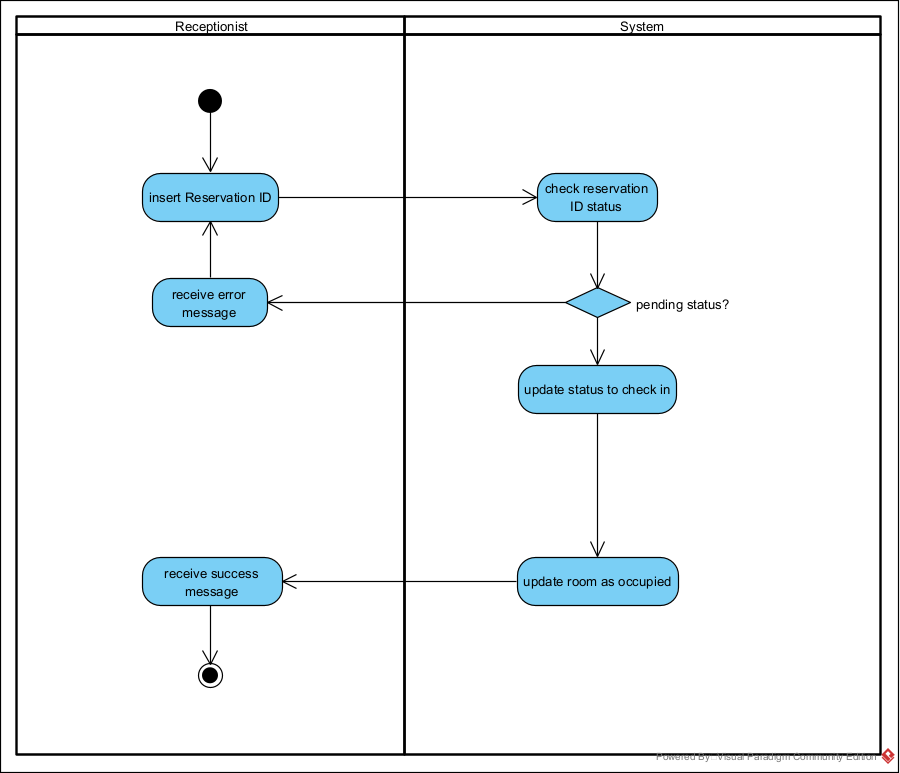 Receptionist
System
insert Reservation ID
check reservation
ID status
receive error
message
pending status?
update status to check in
receive success
message
update room as occupied
Powered By: Visual Paradigm Community Edition